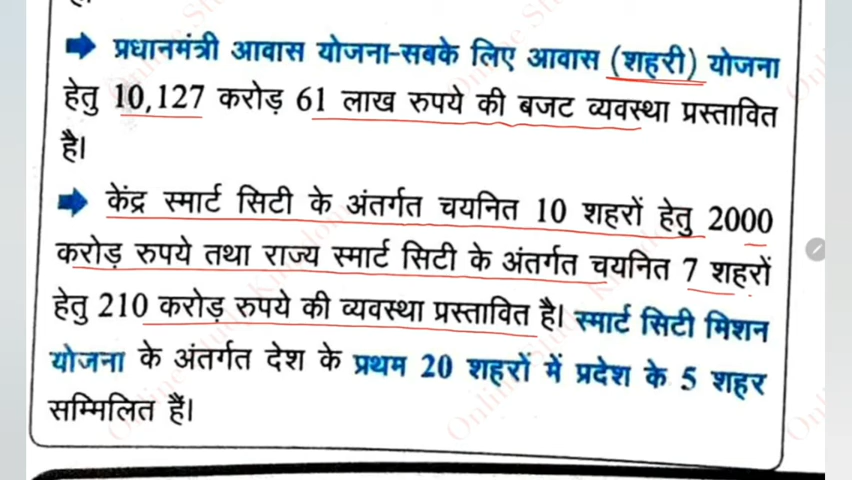 ➡ प्रधानमंत्री आवास योजना-सबके लिए आवास (शहरी) योजना
हेतु 10,127 करोड़ 61 लाख रुपये की बजट व्यवस्था प्रस्तावित
है।
➡ केंद्र स्मार्ट सिटी के अंतर्गत चयनित 10 शहरों हेतु 2000
करोड़ रुपये तथा राज्य स्मार्ट सिटी के अंतर्गत चयनित 7 शहरों
हेतु 210 करोड़ रुपये की व्यवस्था प्रस्तावित है। स्मार्ट सिटी मिशन
योजना के अंतर्गत देश के प्रथम 20 शहरों में प्रदेश के 5 शहर
सम्मिलित हैं।